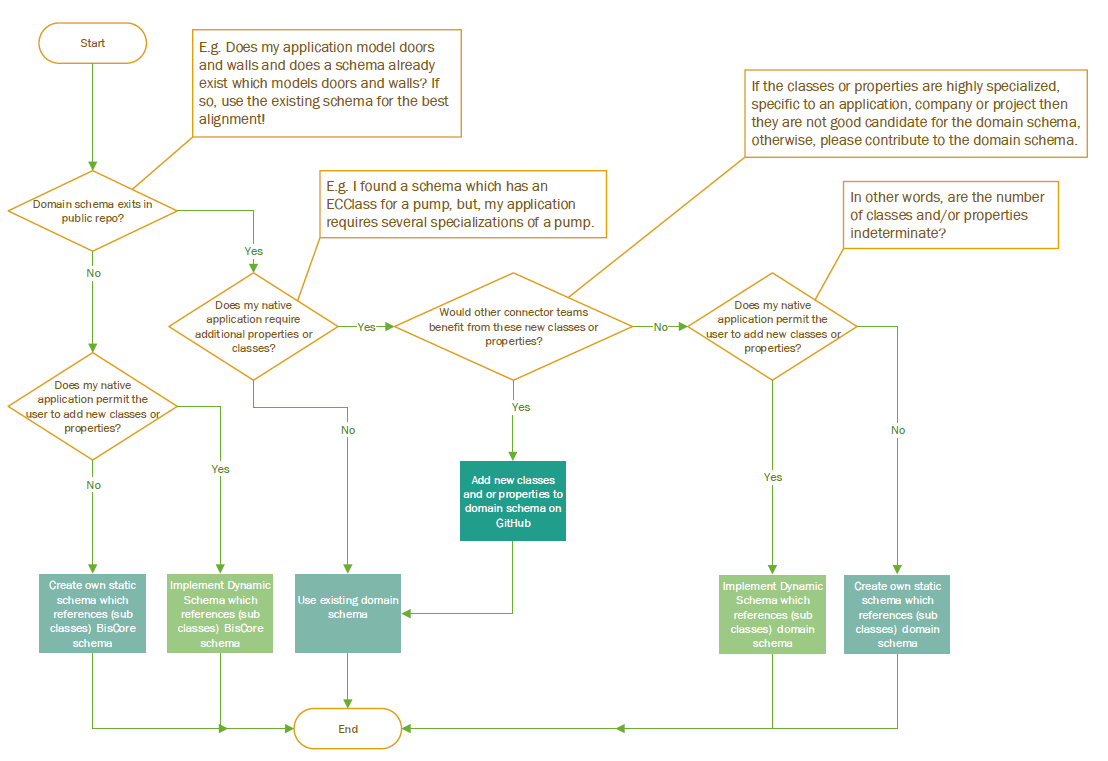 Start
E.g. Does my application model doors
and walls and does a schema already
exist which models doors and walls? If
so, use the existing schema for the best
alignment!
If the classes or properties are highly specialized,
specific to an application, company or project then
they are not good candidate for the domain schema,
otherwise, please contribute to the domain schema.
E.g. I found a schema which has an
ECClass for a pump, but, my application
requires several specializations of a pump.
In other words, are the number
of classes and/or properties
indeterminate?
Domain schema exits in
public repo?
Yes
No
Does my native
application require
additional properties or
classes?
Yes
Would other connector teams
benefit from these new classes or
properties?
No
Does my native
application permit the
user to add new classes or
properties?
Does my native
application permit the
user to add new classes or
properties?
Yes
No
No
Yes
No
Yes
Yes
Add new classes
and or properties to
domain schema on
GitHub
Create own static
schema which
references (sub
classes) BisCore
schema
Implement Dynamic
Schema which
references (sub
classes) BisCore
schema
Use existing domain
schema
Implement Dynamic
Schema which
references (sub
classes) domain
schema
Create own static
schema which
references (sub
classes) domain
schema
End